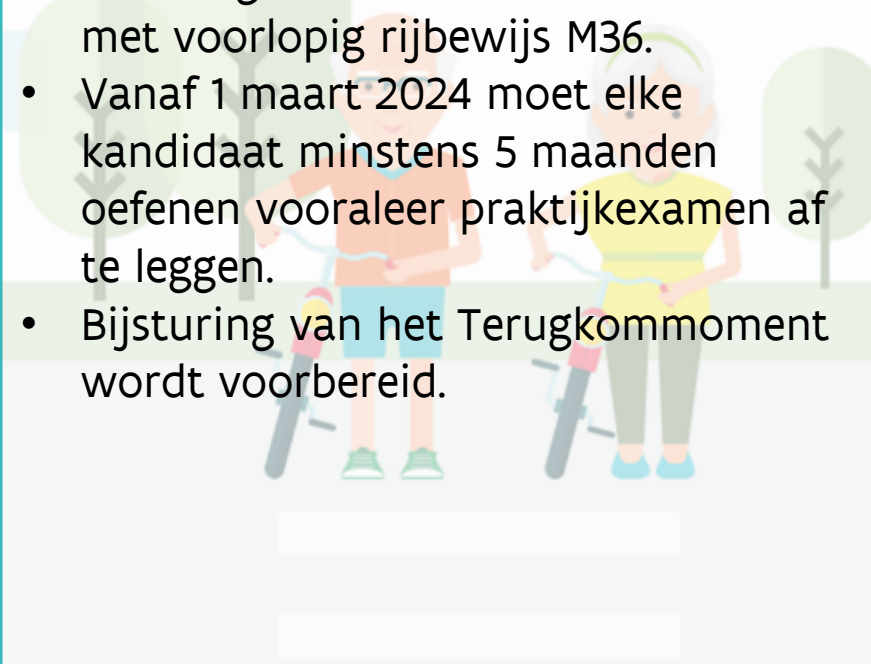 met voorlopig rijbewijs M36.
• Vanaf 1 maart 2024 moet elke
kandidaat minstens 5 maanden
oefenen vooraleer praktijkexamen af
te leggen.
• Bijsturing van het Terugkommoment
wordt voorbereid.